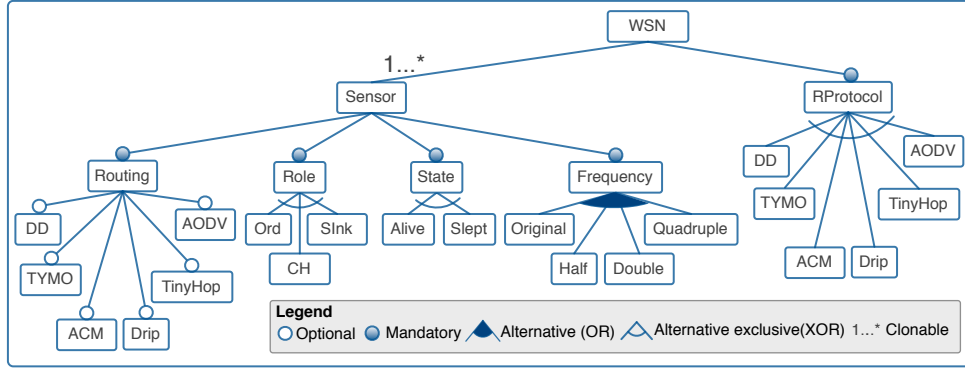 WSN
1...*
Sensor
RProtocol
Routing
Role
State
Frequency
DD
TYMO
ACM
Drip
TinyHop
AODV
Ord
CH
SInk
Alive
Slept
Original
Half
Double
Quadruple
DD
TYMO
ACM
Drip
TinyHop
AODV
Legend
Optional Mandatory Alternative (OR) Alternative exclusive(XOR) 1...* Clonable